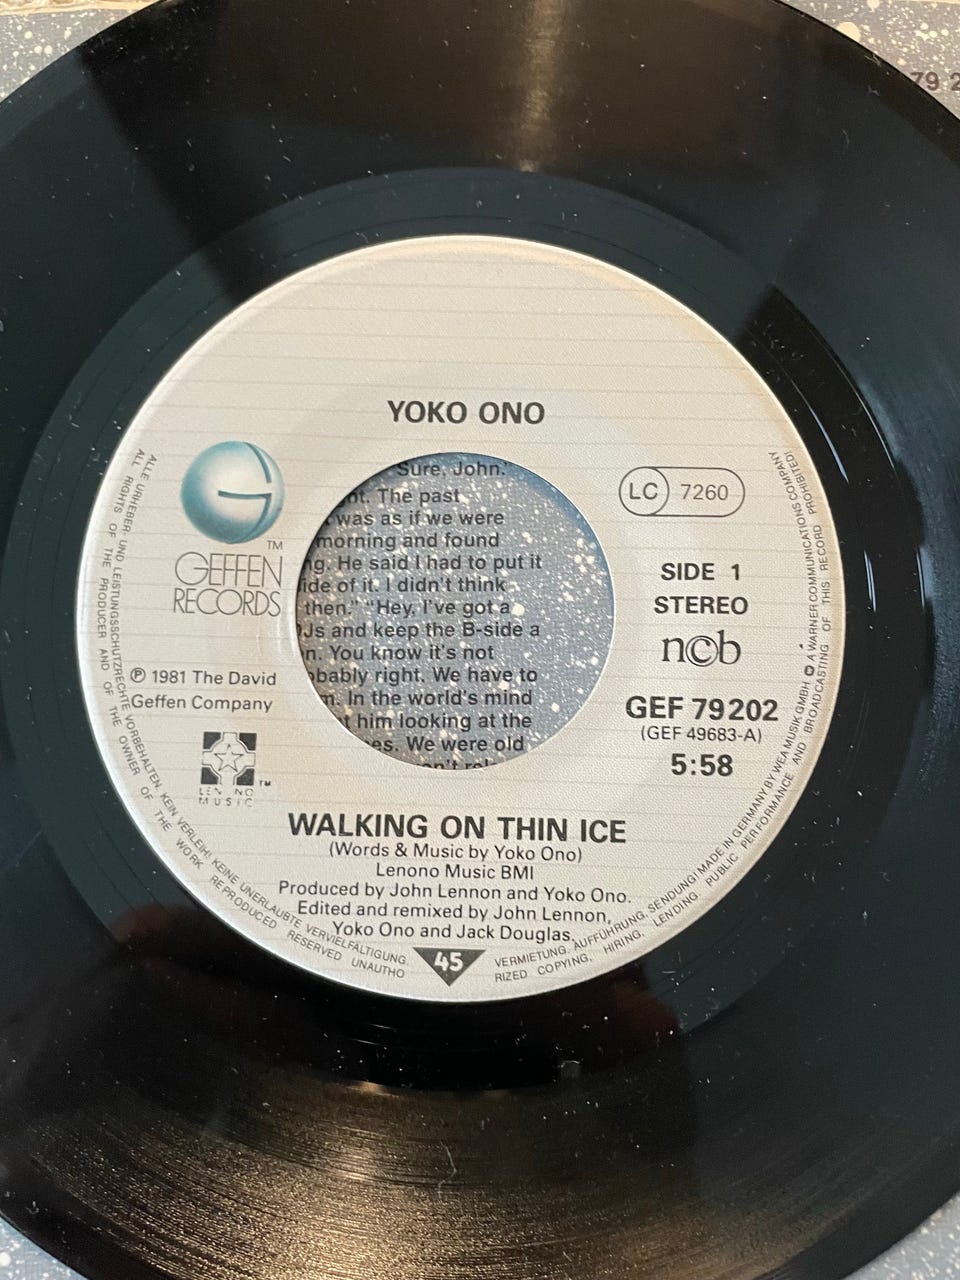 79 2
YOKO ONO
GEFFEN
RECORDS
TM
LC 7260
SIDE 1
STEREO
ncb
GEF 79202
(GEF 49683-A)
5:58
℗ 1981 The David
Geffen Company
LENONO
MUSIC
TM
"Sure, John."
The past
was as if we were
morning and found
He said I had to put it
of it. I didn't think
then." "Hey, I've got a
DJs and keep the B-side a
You know it's not
right. We have to
In the world's mind
him looking at the
We were old
WALKING ON THIN ICE
(Words & Music by Yoko Ono)
Lenono Music BMI
Produced by John Lennon and Yoko Ono.
Edited and remixed by John Lennon,
Yoko Ono and Jack Douglas.
45
ALLE URHEBER- UND LEISTUNGSSCHUTZRECHTE VORBEHALTEN. KEIN VERLEIH! KEINE UNERLAUBTE VERVIELFÄLTIGUNG, VERMIETUNG, AUFFÜHRUNG, SENDUNG! MADE IN GERMANY BY WEA MUSIK GMBH A WARNER COMMUNICATIONS COMPANY
ALL RIGHTS OF THE PRODUCER AND OF THE OWNER OF THE WORK REPRODUCED RESERVED UNAUTHORIZED COPYING, HIRING, LENDING, PUBLIC PERFORMANCE AND BROADCASTING OF THIS RECORD PROHIBITED!